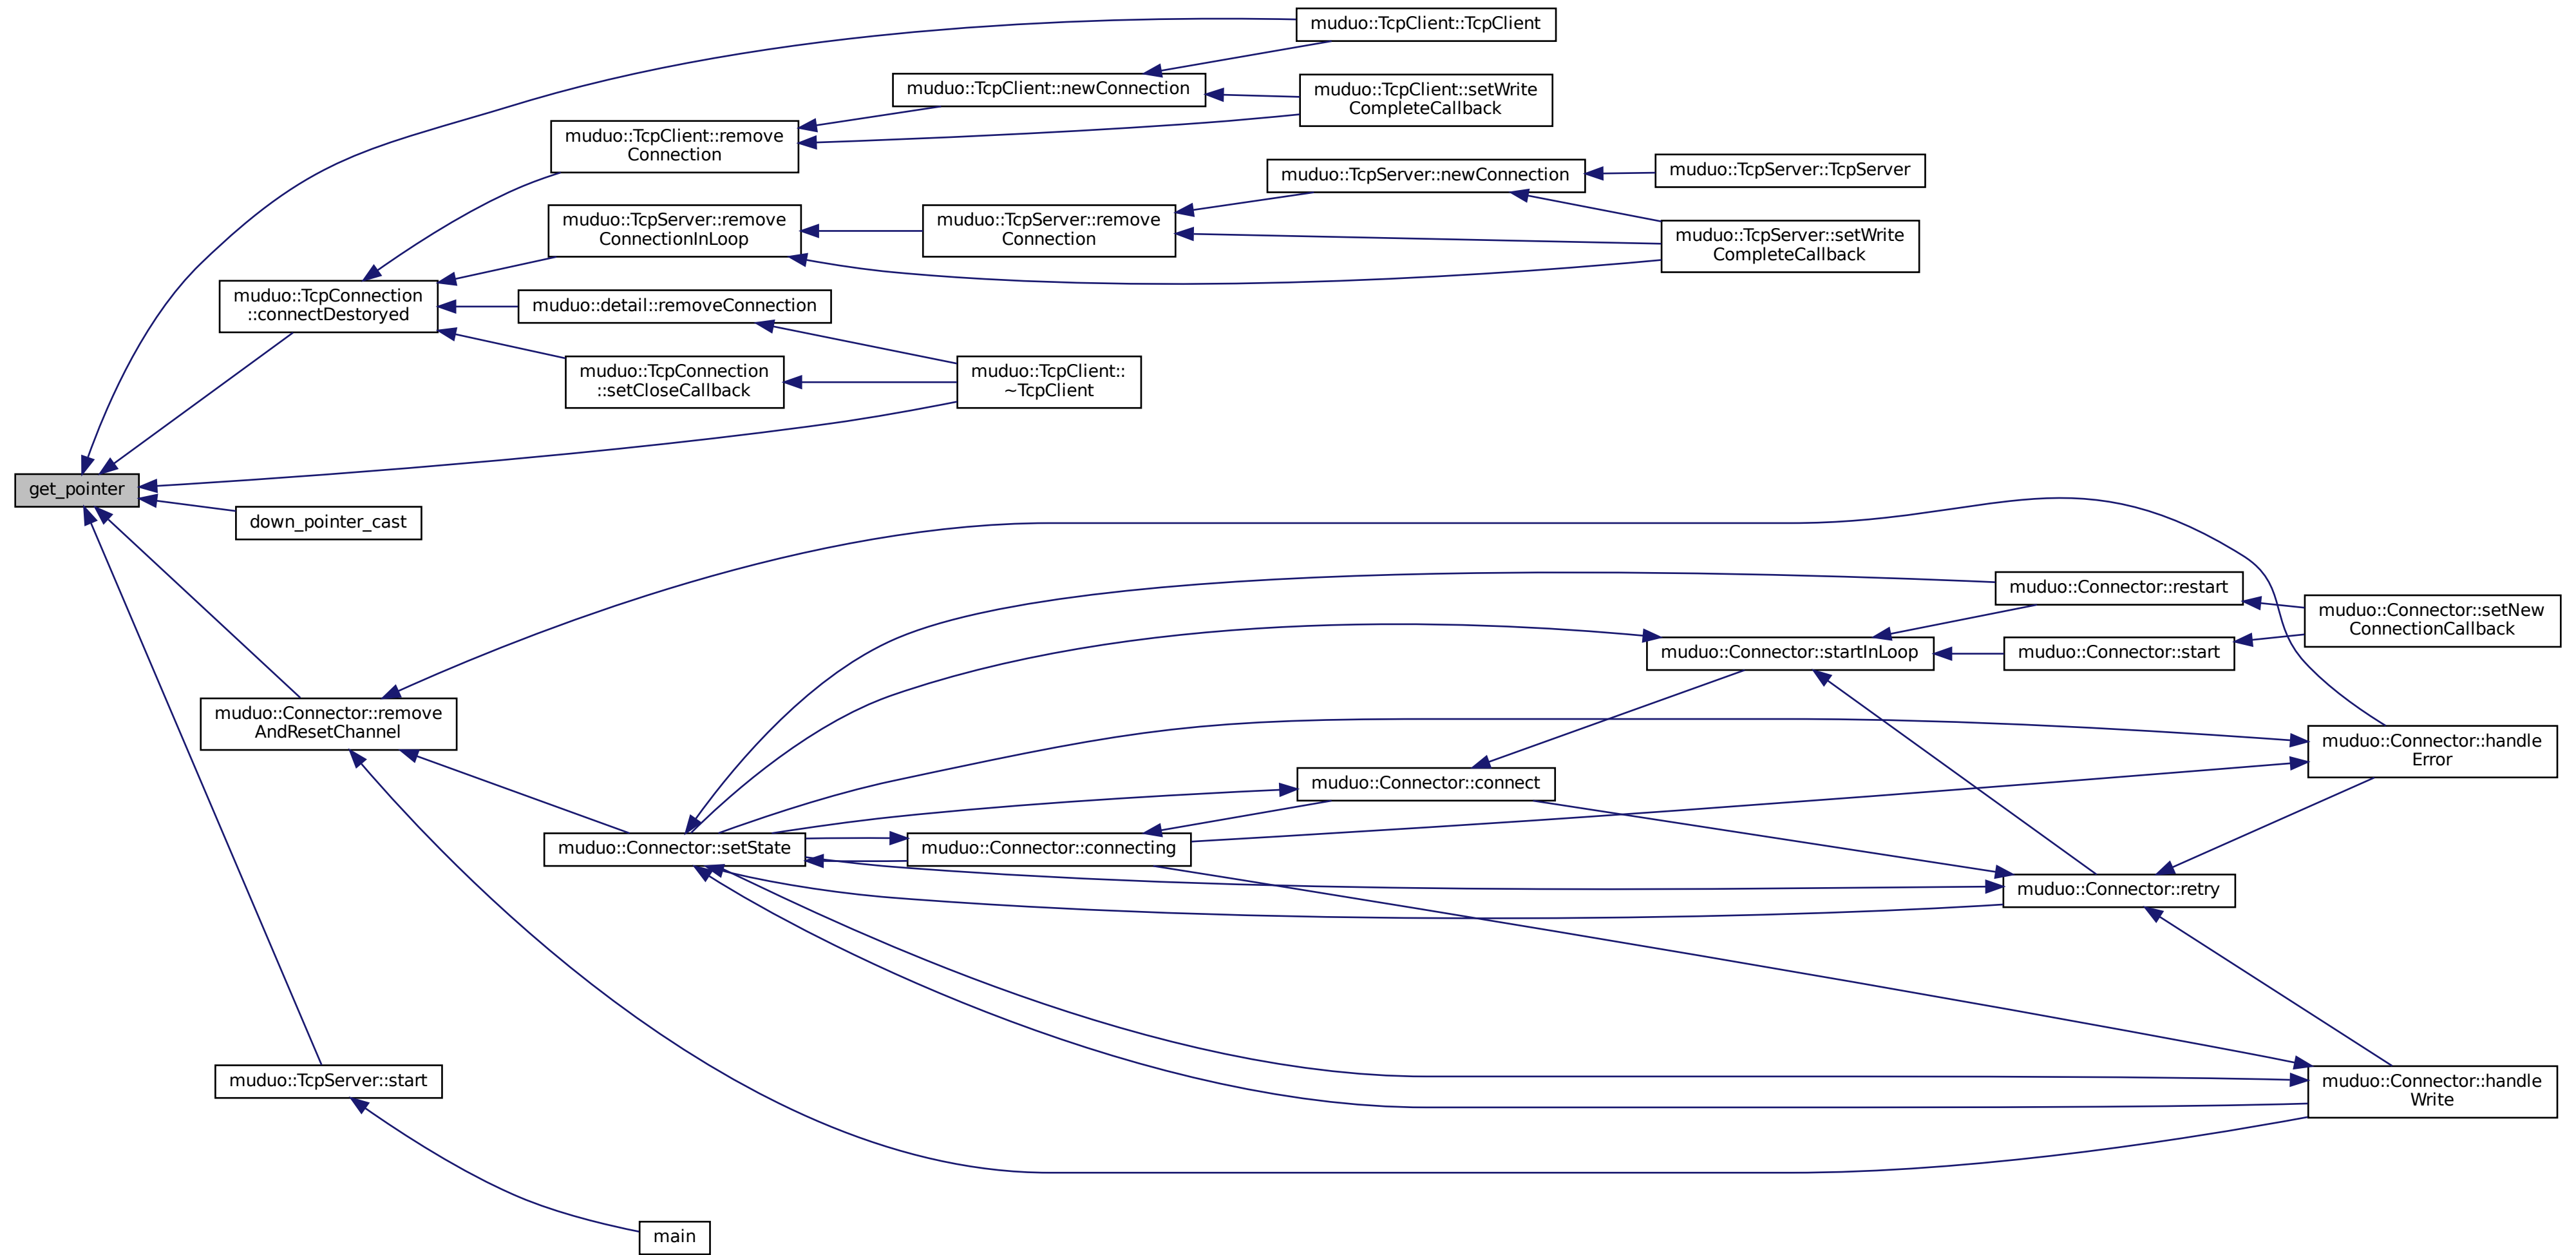 muduo::TcpClient::TcpClient
muduo::TcpClient::newConnection
muduo::TcpClient::setWrite
CompleteCallback
muduo::TcpClient::remove
Connection
muduo::TcpServer::newConnection
muduo::TcpServer::TcpServer
muduo::TcpServer::remove
ConnectionInLoop
muduo::TcpServer::remove
Connection
muduo::TcpServer::setWrite
CompleteCallback
muduo::TcpConnection
::connectDestoryed
muduo::detail::removeConnection
muduo::TcpConnection
::setCloseCallback
muduo::TcpClient::
~TcpClient
get_pointer
down_pointer_cast
muduo::Connector::restart
muduo::Connector::setNew
ConnectionCallback
muduo::Connector::startInLoop
muduo::Connector::start
muduo::Connector::remove
AndResetChannel
muduo::Connector::handle
Error
muduo::Connector::connect
muduo::Connector::setState
muduo::Connector::connecting
muduo::Connector::retry
muduo::TcpServer::start
muduo::Connector::handle
Write
main